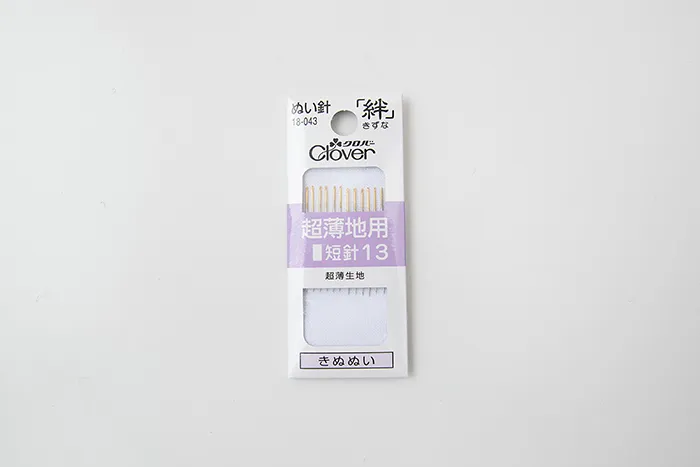 ぬい針
18-043
「絆」
きずな
クロバー
Clover
超薄地用
短針13
超薄生地
きぬぬい